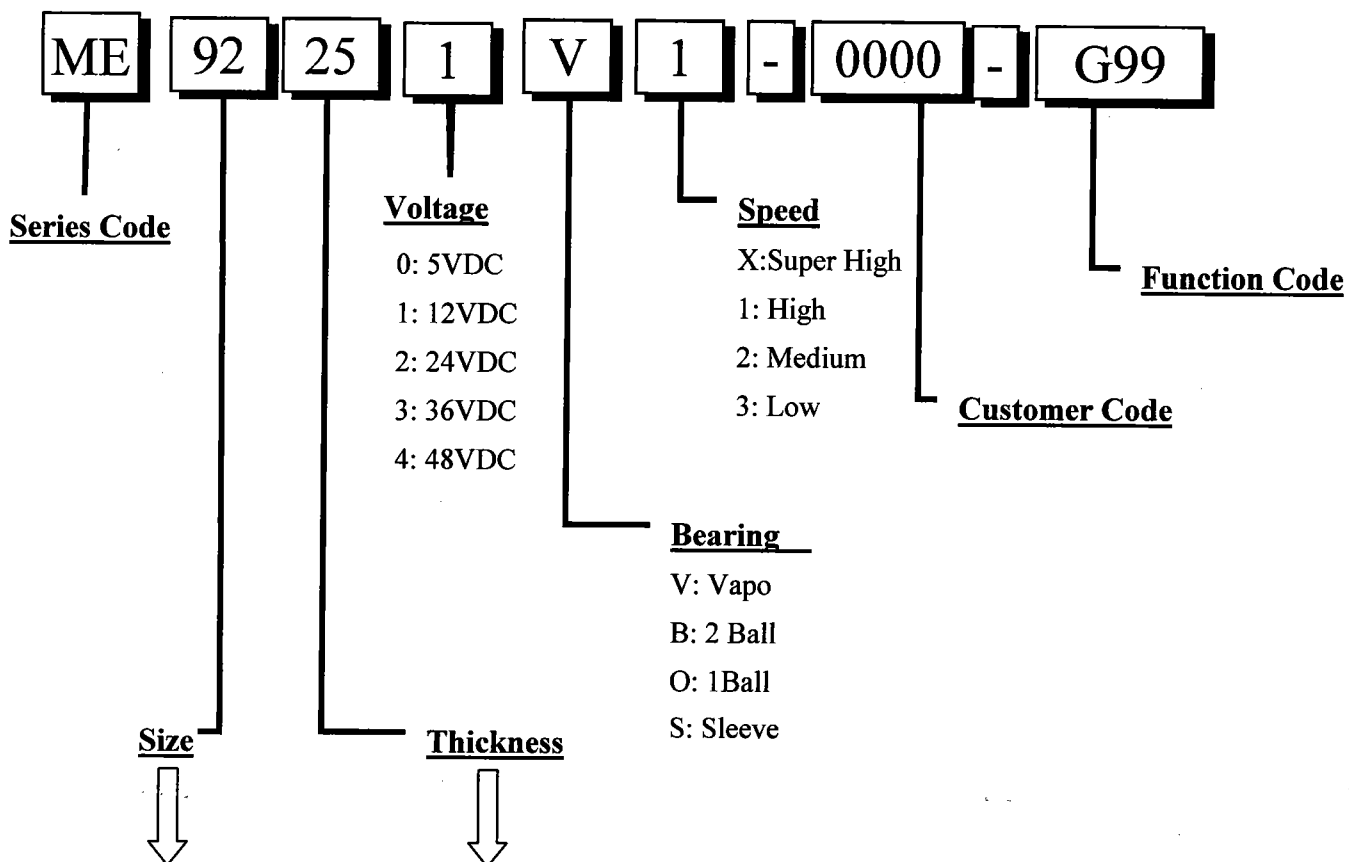 ME 92 25 1 V 1 - 0000 - G99
Series Code
Voltage
0: 5VDC
1: 12VDC
2: 24VDC
3: 36VDC
4: 48VDC
Speed
X:Super High
1: High
2: Medium
3: Low
Function Code
Customer Code
Bearing
V: Vapo
B: 2 Ball
O: 1Ball
S: Sleeve
Size
Thickness